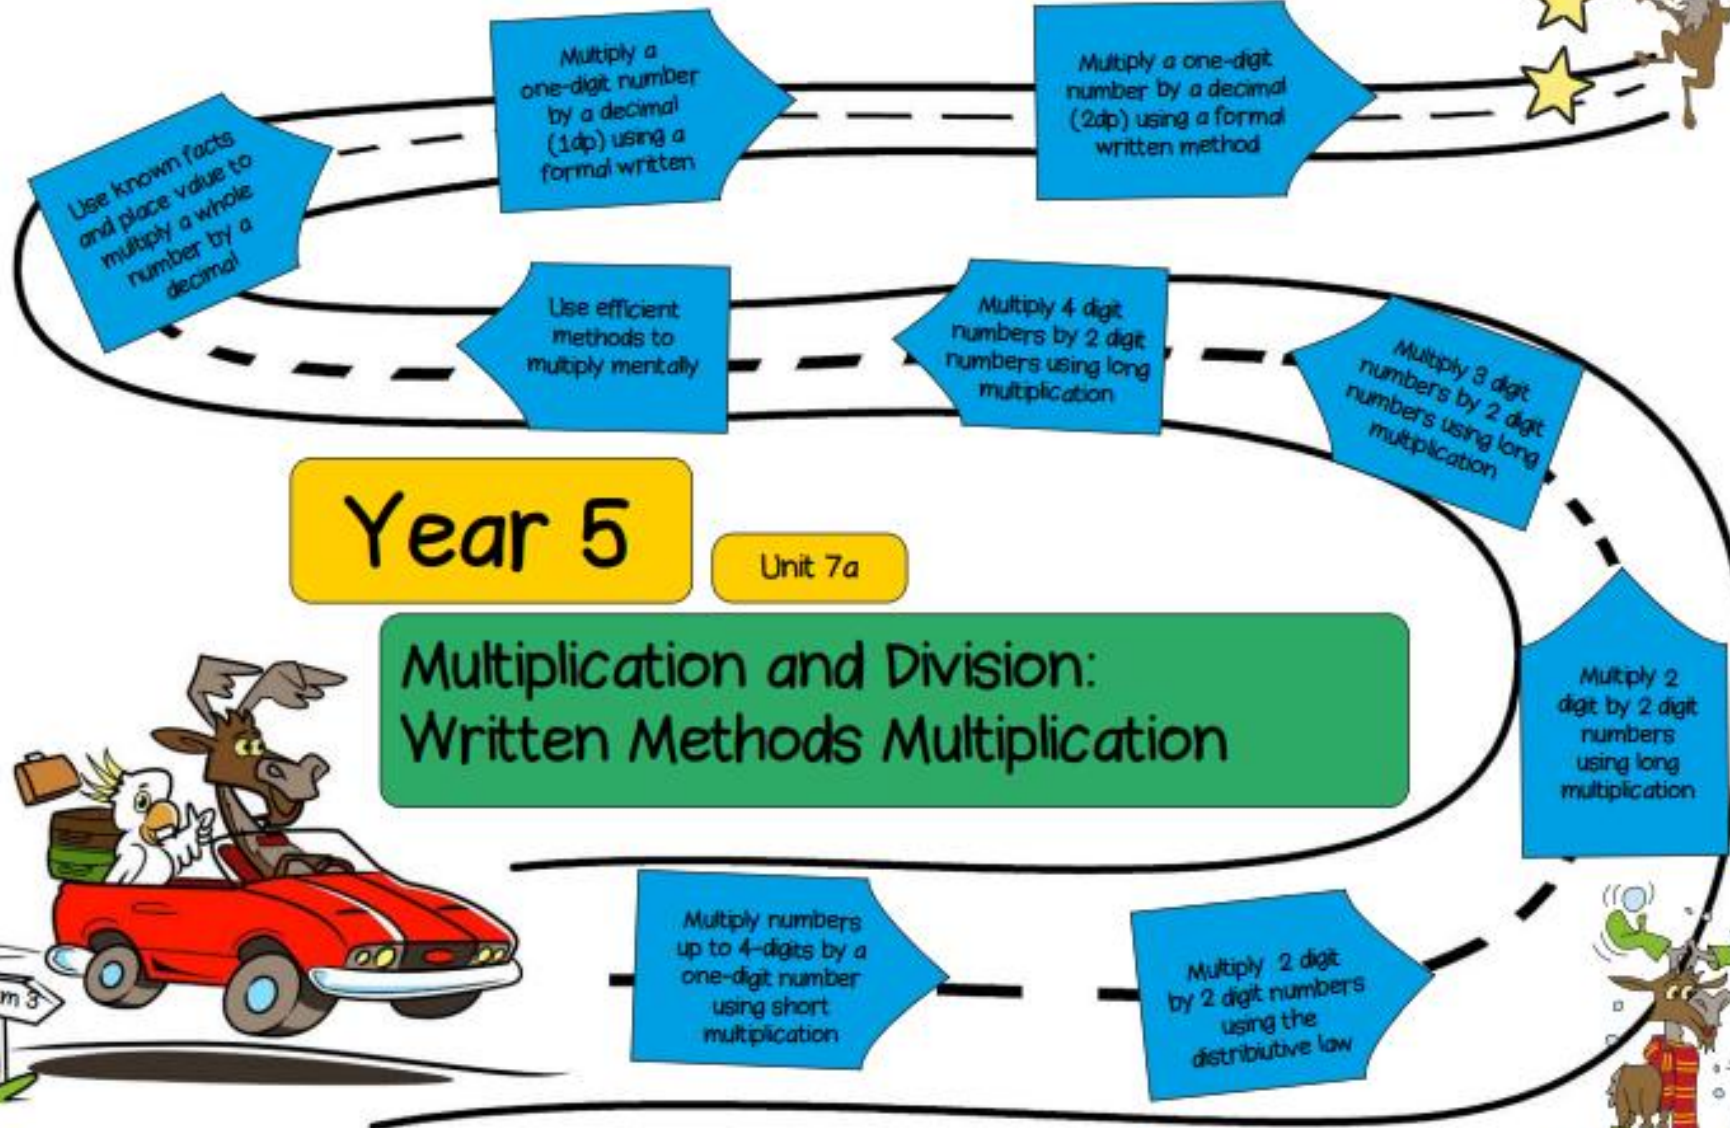 Multiply a
one-digit number
by a decimal
(1dp) using a
formal written
Multiply a one-digit
number by a decimal
(2dp) using a formal
written method
Use known facts
and place value to
multiply a whole
number by a
decimal
Use efficient
methods to
multiply mentally
Multiply 4 digit
numbers by 2 digit
numbers using long
multiplication
Multiply 3 digit
numbers by 2 digit
numbers using long
multiplication
Year 5
Unit 7a
Multiplication and Division:
Written Methods Multiplication
Multiply 2
digit by 2 digit
numbers
using long
multiplication
Multiply numbers
up to 4-digits by a
one-digit number
using short
multiplication
Multiply 2 digit
by 2 digit numbers
using the
distribiutive law
m 3